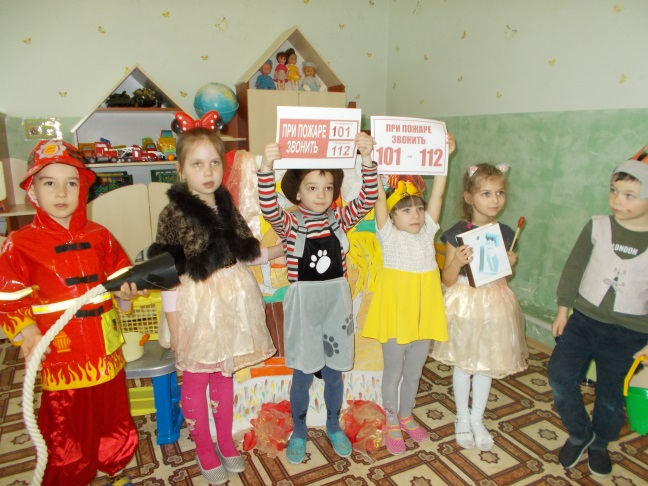 ПРИ ПОЖАРЕ 101
ЗВОНИТЬ 112
ПРИ ПОЖАРЕ
ЗВОНИТЬ
101 - 112
LONDON